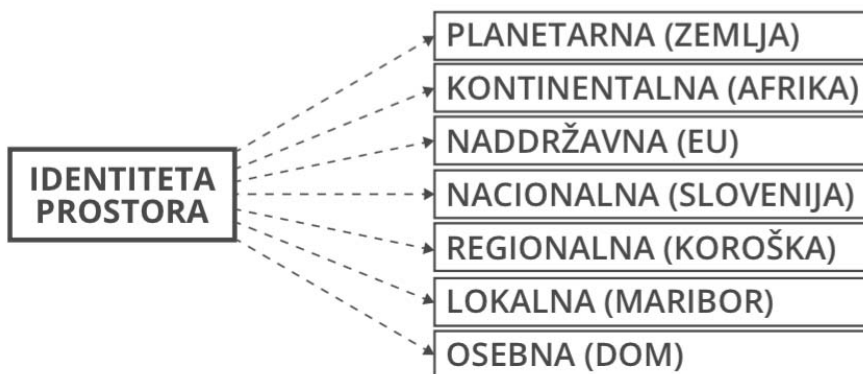 IDENTITETA
PROSTORA
PLANETARNA (ZEMLJA)
KONTINENTALNA (AFRIKA)
NADDRŽAVNA (EU)
NACIONALNA (SLOVENIJA)
REGIONALNA (KOROŠKA)
LOKALNA (MARIBOR)
OSEBNA (DOM)